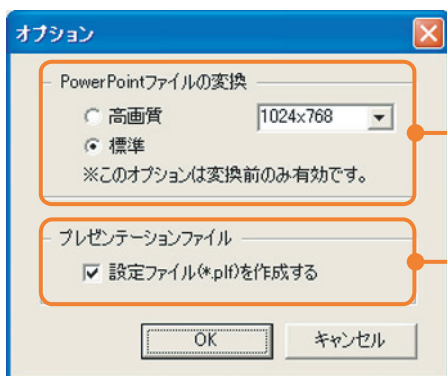 オプション
PowerPointファイルの変換
高画質 1024x768
標準
※このオプションは変換前のみ有効です。
プレゼンテーションファイル
設定ファイル(*.plf)を作成する
OK キャンセル